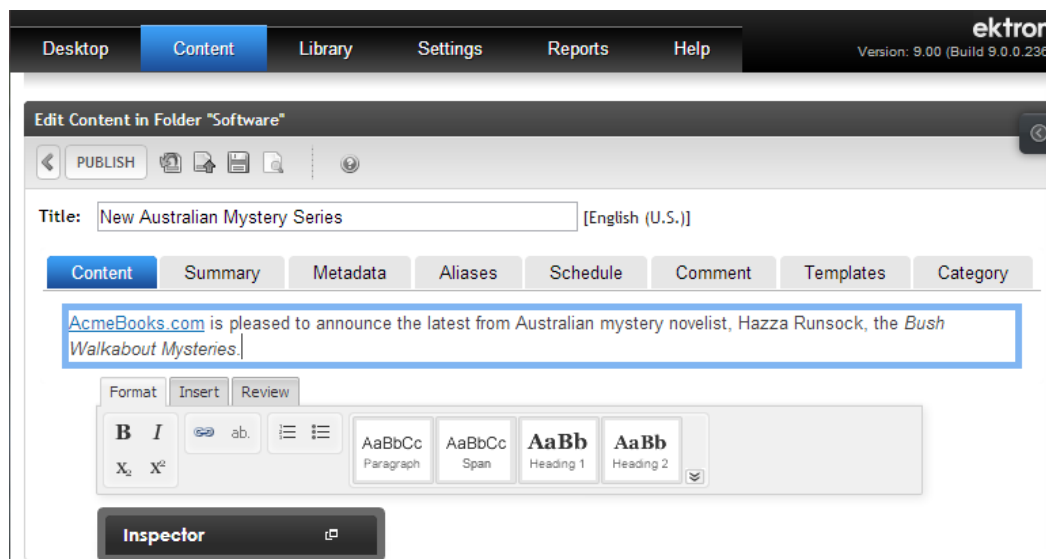 ektron
Desktop Content Library Settings Reports Help
Version: 9.00 (Build 9.0.0.236
Edit Content in Folder "Software"
PUBLISH
Title: New Australian Mystery Series [English (U.S.)]
Content Summary Metadata Aliases Schedule Comment Templates Category
AcmeBooks.com is pleased to announce the latest from Australian mystery novelist, Hazza Runsock, the Bush
Walkabout Mysteries.
Format Insert Review
B I ab. AaBbCc AaBbCc AaBb AaBb
X₂ X² Paragraph Span Heading 1 Heading 2
Inspector